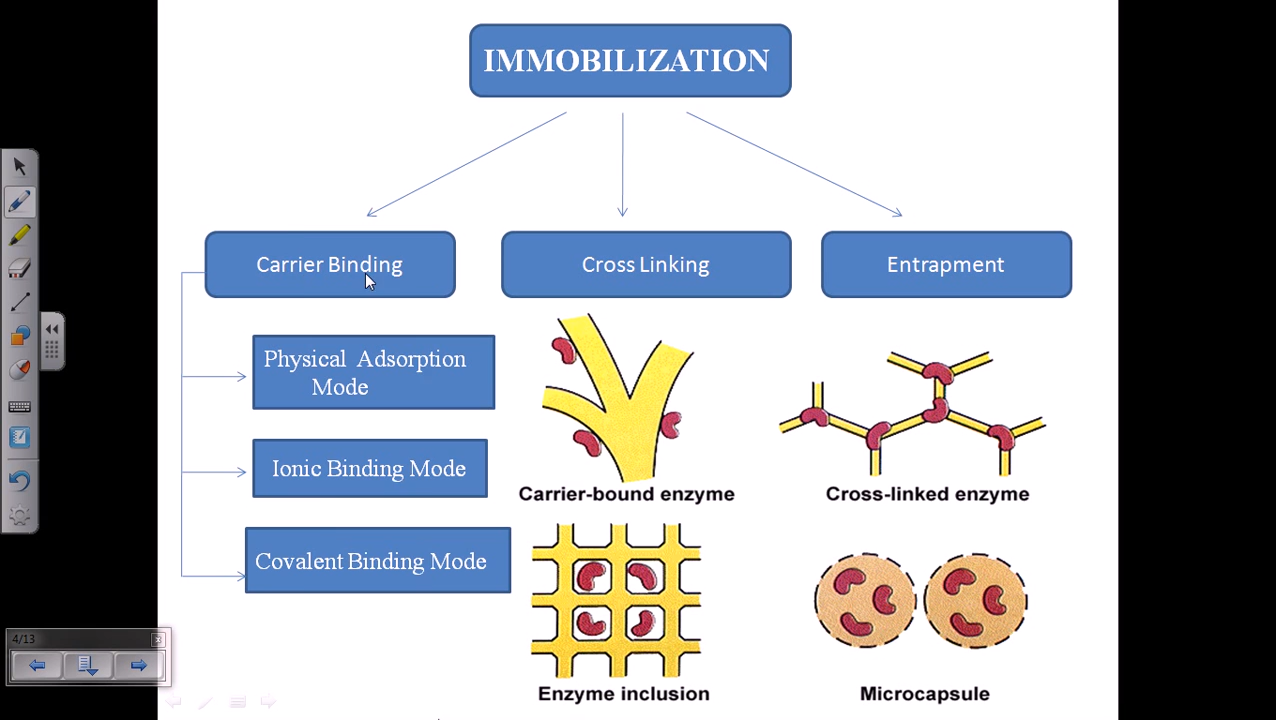 IMMOBILIZATION
Carrier Binding
Cross Linking
Entrapment
Physical Adsorption
Mode
Ionic Binding Mode
Covalent Binding Mode
Carrier-bound enzyme
Cross-linked enzyme
Enzyme inclusion
Microcapsule
4/13